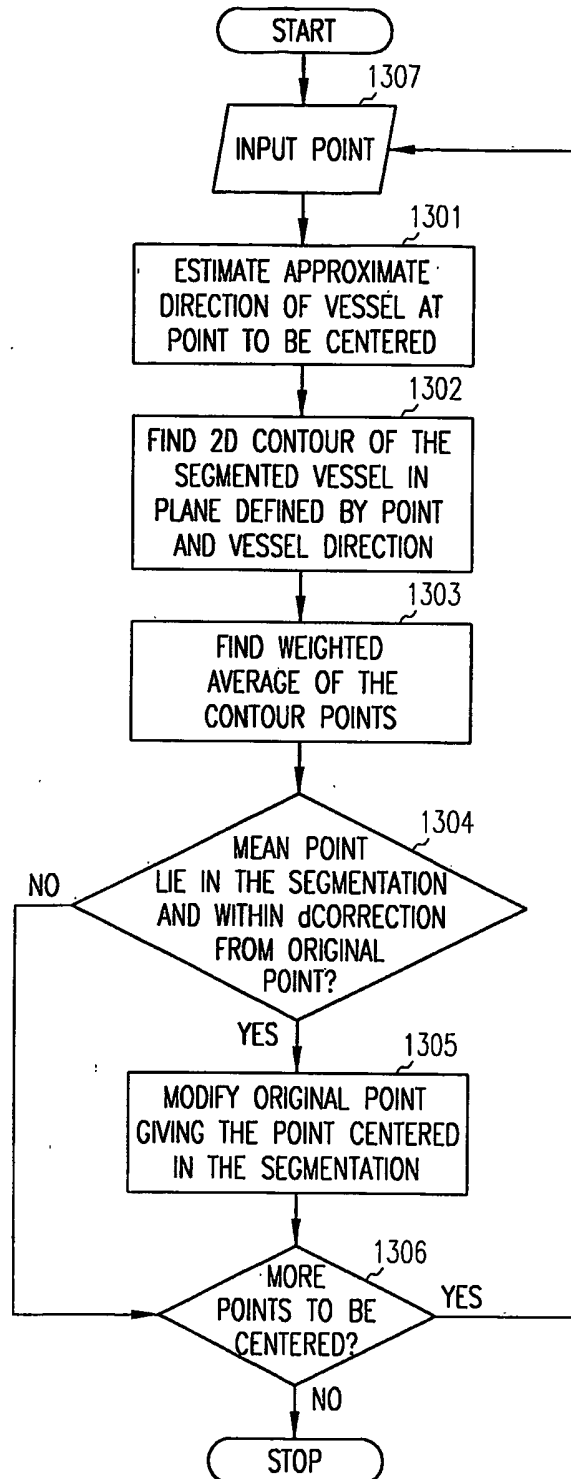 START
1307
INPUT POINT
1301
ESTIMATE APPROXIMATE
DIRECTION OF VESSEL AT
POINT TO BE CENTERED
1302
FIND 2D CONTOUR OF THE
SEGMENTED VESSEL IN
PLANE DEFINED BY POINT
AND VESSEL DIRECTION
1303
FIND WEIGHTED
AVERAGE OF THE
CONTOUR POINTS
1304
MEAN POINT
LIE IN THE SEGMENTATION
AND WITHIN dCORRECTION
FROM ORIGINAL
POINT?
NO
YES
1305
MODIFY ORIGINAL POINT
GIVING THE POINT CENTERED
IN THE SEGMENTATION
1306
MORE
POINTS TO BE
CENTERED?
YES
NO
STOP